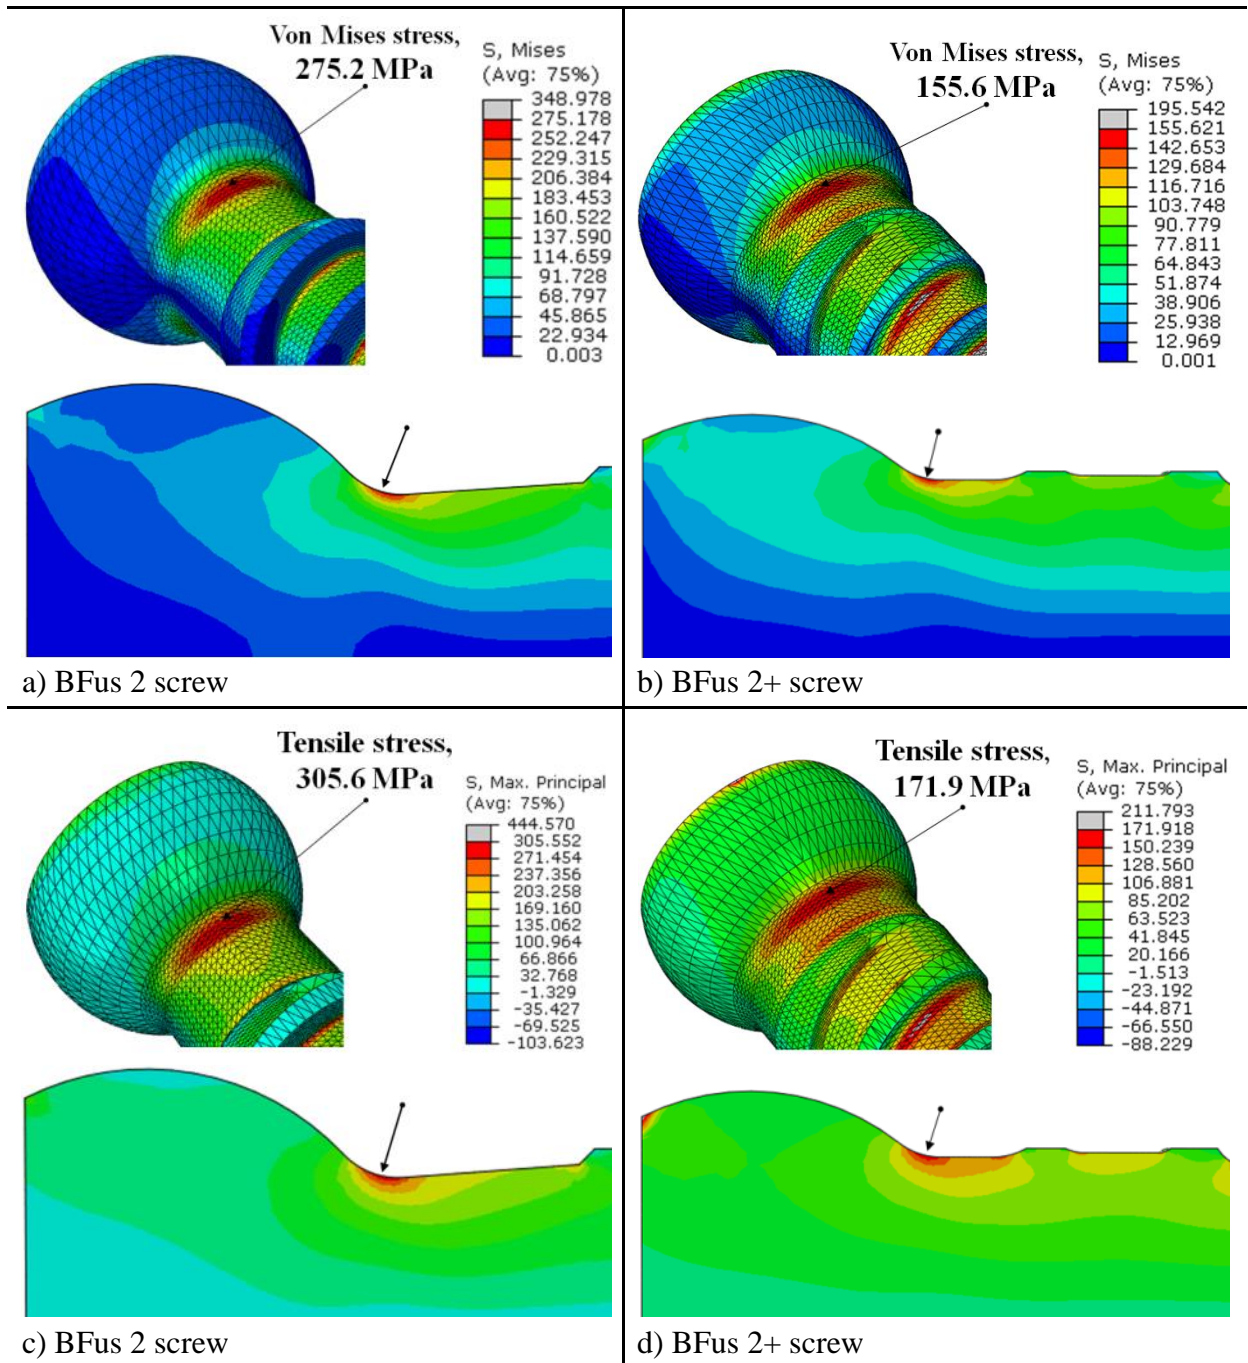 Von Mises stress,
275.2 MPa
S, Mises
(Avg: 75%)
348.978
275.178
252.247
229.315
206.384
183.453
160.522
137.590
114.659
91.728
68.797
45.865
22.934
0.003
a) BFus 2 screw
Von Mises stress,
155.6 MPa
S, Mises
(Avg: 75%)
195.542
155.621
142.653
129.684
116.716
103.748
90.779
77.811
64.843
51.874
38.906
25.938
12.969
0.001
b) BFus 2+ screw
Tensile stress,
305.6 MPa
S, Max. Principal
(Avg: 75%)
444.570
305.552
271.454
237.356
203.258
169.160
135.062
100.964
66.866
32.768
-1.329
-35.427
-69.525
-103.623
c) BFus 2 screw
Tensile stress,
171.9 MPa
S, Max. Principal
(Avg: 75%)
211.793
171.918
150.239
128.560
106.881
85.202
63.523
41.845
20.166
-1.513
-23.192
-44.871
-66.550
-88.229
d) BFus 2+ screw